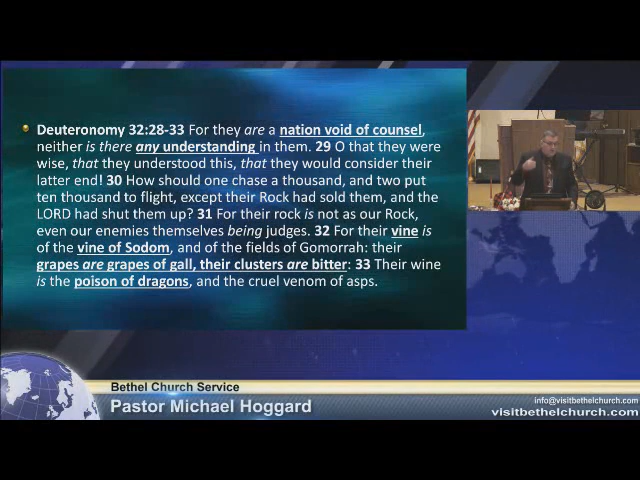 Deuteronomy 32:28-33 For they are a nation void of counsel,
neither is there any understanding in them. 29 O that they were
wise, that they understood this, that they would consider their
latter end! 30 How should one chase a thousand, and two put
ten thousand to flight, except their Rock had sold them, and the
LORD had shut them up? 31 For their rock is not as our Rock,
even our enemies themselves being judges. 32 For their vine is
of the vine of Sodom, and of the fields of Gomorrah: their
grapes are grapes of gall, their clusters are bitter: 33 Their wine
is the poison of dragons, and the cruel venom of asps.
Bethel Church Service
Pastor Michael Hoggard
info@visitbethelchurch.com
visitbethelchurch.com